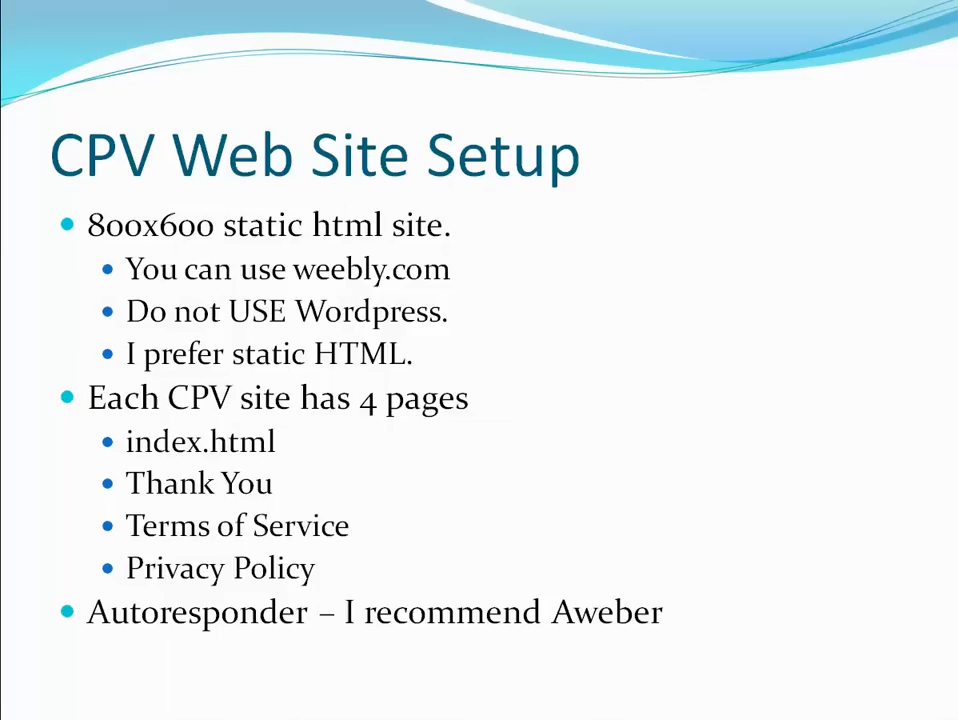 CPV Web Site Setup
800x600 static html site.
You can use weebly.com
Do not USE Wordpress.
I prefer static HTML.
Each CPV site has 4 pages
index.html
Thank You
Terms of Service
Privacy Policy
Autoresponder – I recommend Aweber